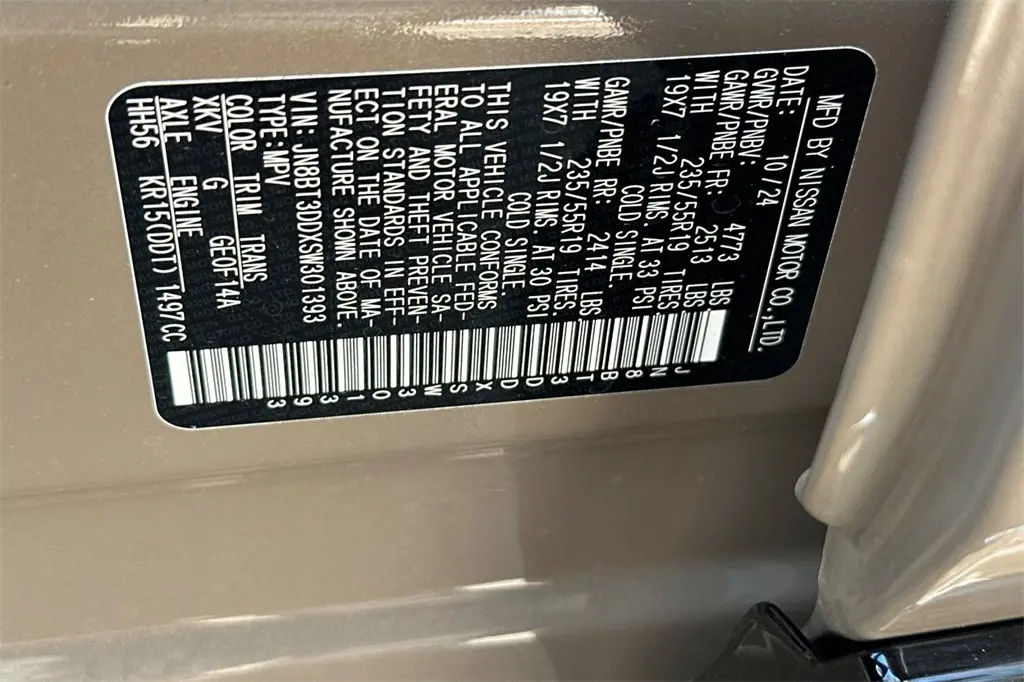 MFD BY NISSAN MOTOR CO.,LTD.
DATE: 10/24
GVWR/PNBV: 4773 LBS
GAWR/PNBE FR: 2513 LBS
WITH 235/55R19 TIRES
19X7 1/2J RIMS. AT 33 PSI
COLD SINGLE.
GAWR/PNBE RR: 2414 LBS
WITH 235/55R19 TIRES.
19X7 1/2J RIMS. AT 30 PSI
COLD SINGLE.
THIS VEHICLE CONFORMS
TO ALL APPLICABLE FED-
ERAL MOTOR VEHICLE SA-
FETY AND THEFT PREVEN-
TION STANDARDS IN EFF-
ECT ON THE DATE OF MA-
NUFACTURE SHOWN ABOVE.
VIN: JN8BT3DDXSW301393
TYPE:MPV
COLOR TRIM TRANS
XKV G GE0F14A
AXLE ENGINE
HH56 KR15(DDT) 1497CC
JN8BT3DDXSW301393